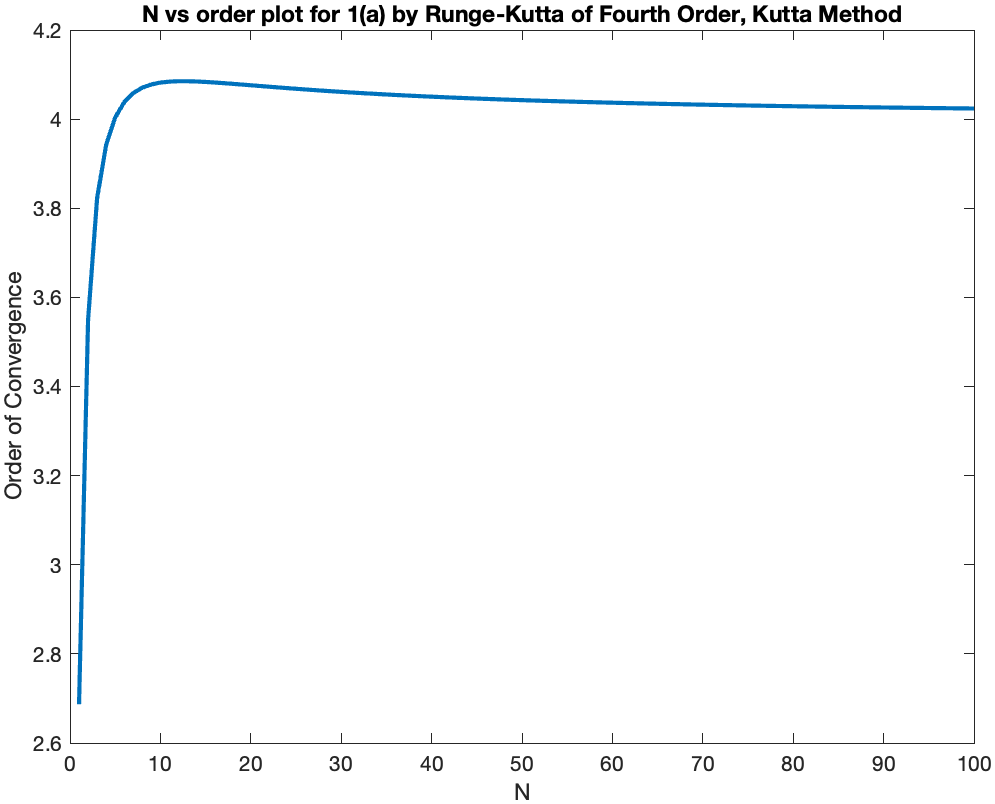 N vs order plot for 1(a) by Runge-Kutta of Fourth Order, Kutta Method
Order of Convergence
4.2
4
3.8
3.6
3.4
3.2
3
2.8
2.6
0 10 20 30 40 50 60 70 80 90 100
N